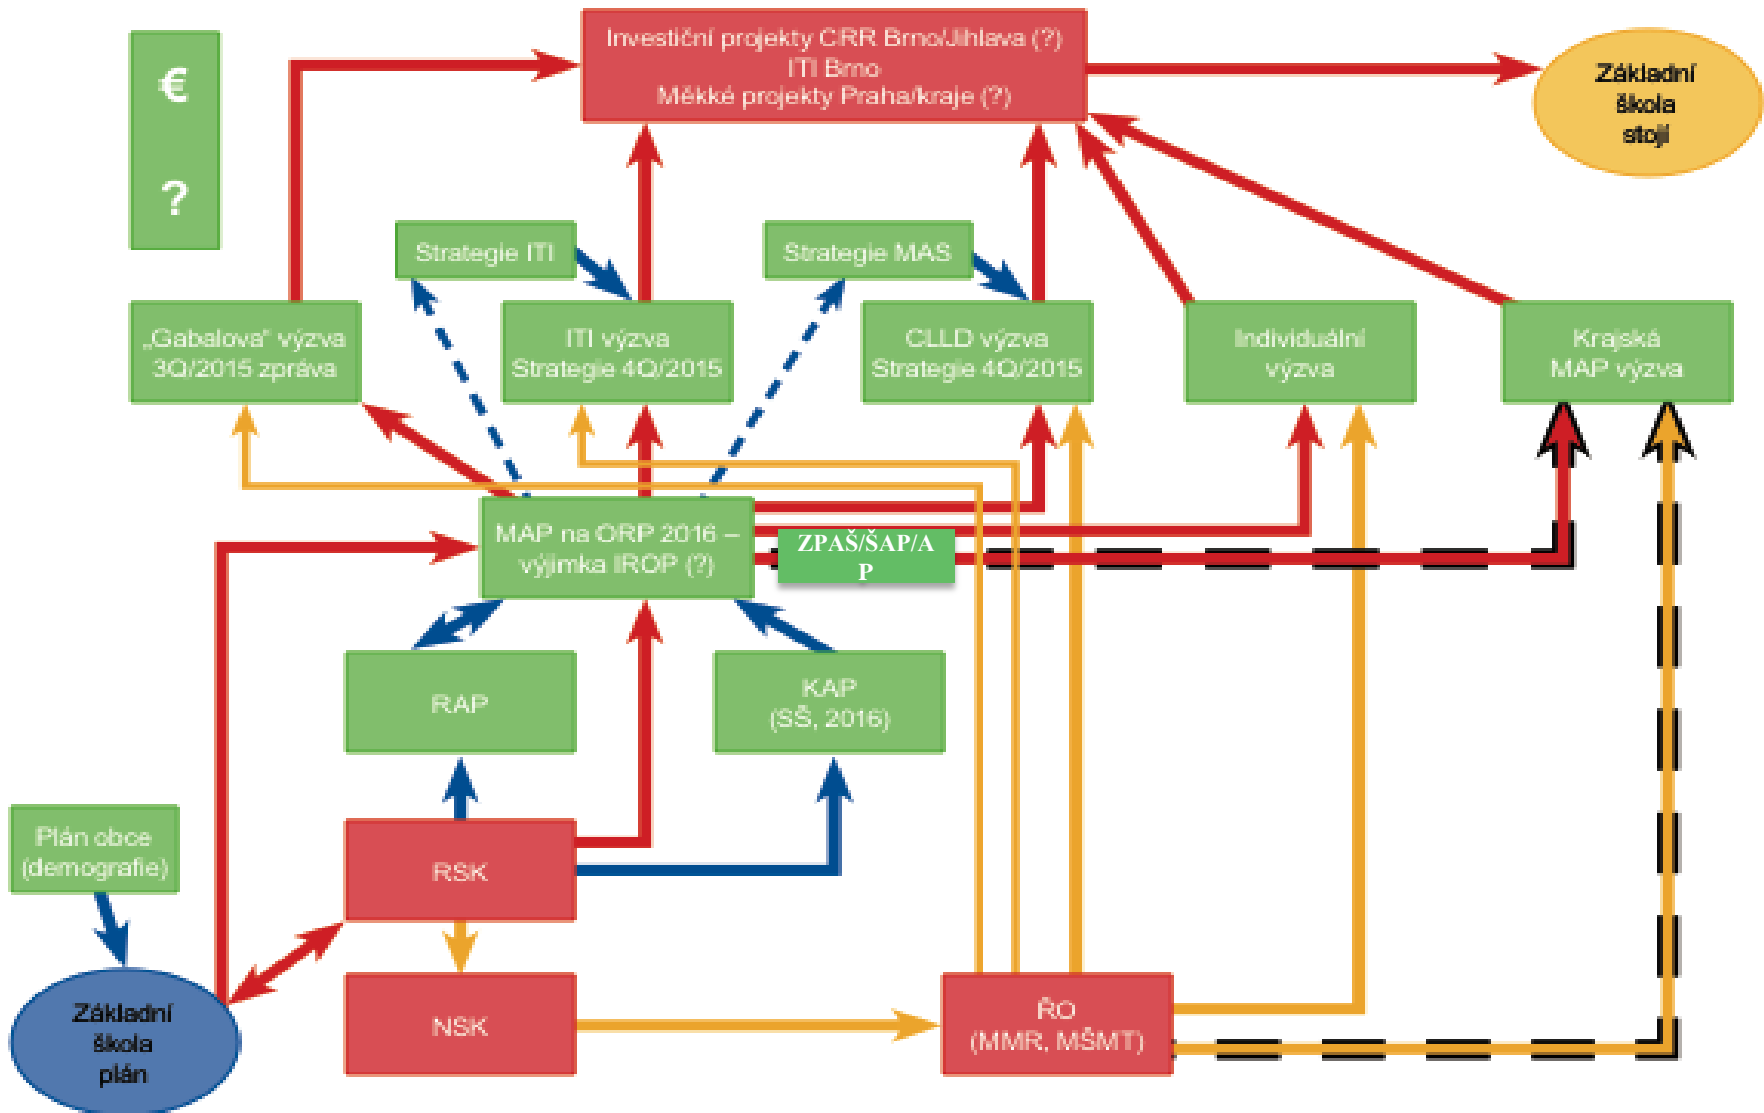 €
?
Investiční projekty CRR Brno/Jihlava (?)
ITI Brno
Měkké projekty Praha/kraje (?)
Základní
škola
stojí
Strategie ITI
Strategie MAS
„Gabalova“ výzva
3Q/2015 zpráva
ITI výzva
Strategie 4Q/2015
CLLD výzva
Strategie 4Q/2015
Individuální
výzva
Krajská
MAP výzva
MAP na ORP 2016 –
výjimka IROP (?)
ZPAŠ/ŠAP/A
P
RAP
KAP
(SŠ, 2016)
Plán obce
(demografie)
RSK
Základní
škola
plán
NSK
ŘO
(MMR, MŠMT)